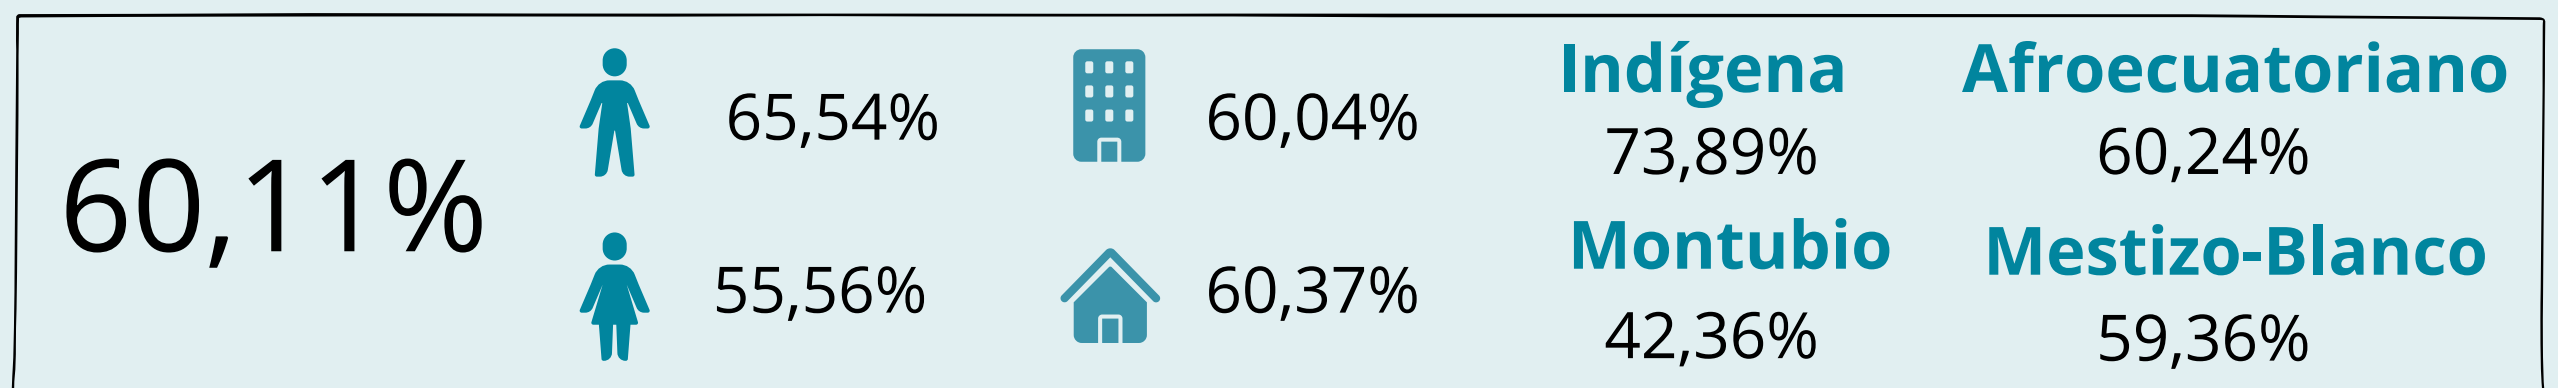 60,11%
65,54%
55,56%
60,04%
60,37%
Indígena
73,89%
Afroecuatoriano
60,24%
Montubio
42,36%
Mestizo-Blanco
59,36%